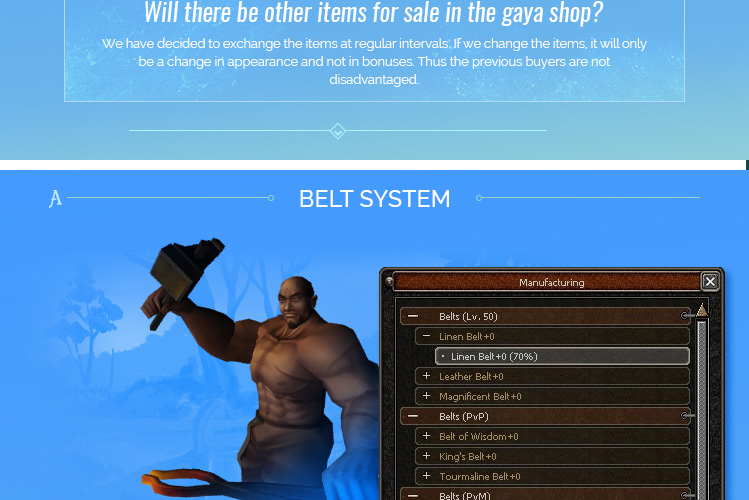 Will there be other items for sale in the gaya shop?
We have decided to exchange the items at regular intervals. If we change the items, it will only
be a change in appearance and not in bonuses. Thus the previous buyers are not
disadvantaged.
BELT SYSTEM
Manufacturing
Belts (Lv. 50)
Linen Belt+0
Linen Belt+0 (70%)
Leather Belt+0
Magnificent Belt+0
Belts (PvP)
Belt of Wisdom+0
King's Belt+0
Tourmaline Belt+0
Belts (PvM)